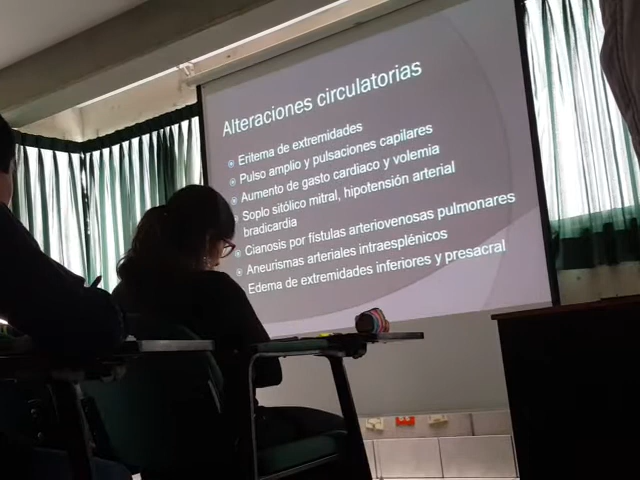 Alteraciones circulatorias
Eritema de extremidades
Pulso amplio y pulsaciones capilares
Aumento de gasto cardiaco y volemia
Soplo sitólico mitral, hipotensión arterial
bradicardia
Cianosis por fístulas arteriovenosas pulmonares
Aneurismas arteriales intraesplénicos
Edema de extremidades inferiores y presacral